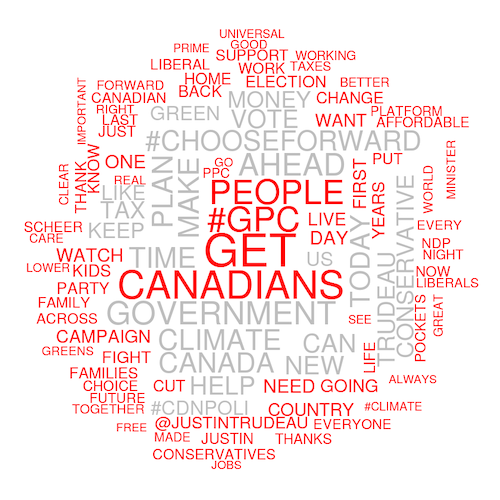 UNIVERSAL
PRIME GOOD
SUPPORT WORKING
LIBERAL WORK TAXES
HOME ELECTION BETTER
FORWARD BACK
CANADIAN MONEY CHANGE
IMPORTANT RIGHT GREEN VOTE WANT PLATFORM
LAST AFFORDABLE
JUST #CHOOSEFORWARD
KNOW ONE PLAN MAKE GO AHEAD FIRST PUT MINISTER
CLEAR THANK REAL PPC
LIKE PEOPLE YEARS WORLD
TAX #GPC LIVE
SCHEER KEEP DAY TODAY CONSERVATIVE EVERY
CARE GET NDP
WATCH TIME US NIGHT
LOWER KIDS TRUDEAU NOW
PARTY CANADIANS LIBERALS
FAMILY POCKETS GREAT
ACROSS GOVERNMENT SEE
CAMPAIGN CLIMATE CAN
GREENS FIGHT CANADA NEW LIFE
FAMILIES ALWAYS
CHOICE CUT HELP NEED GOING
FUTURE
TOGETHER #CDNPOLI COUNTRY #CLIMATE
FREE @JUSTINTRUDEAU EVERYONE
MADE JUSTIN THANKS
CONSERVATIVES
JOBS